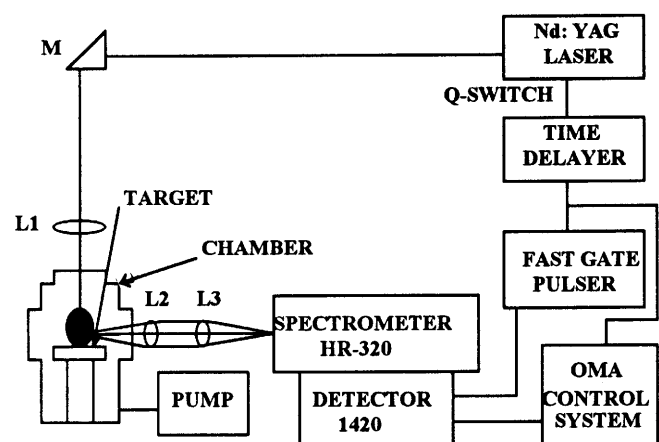 M
Nd: YAG
LASER
Q-SWITCH
TIME
DELAYER
TARGET
L1
CHAMBER
FAST GATE
PULSER
L2
L3
SPECTROMETER
HR-320
OMA
CONTROL
SYSTEM
PUMP
DETECTOR
1420